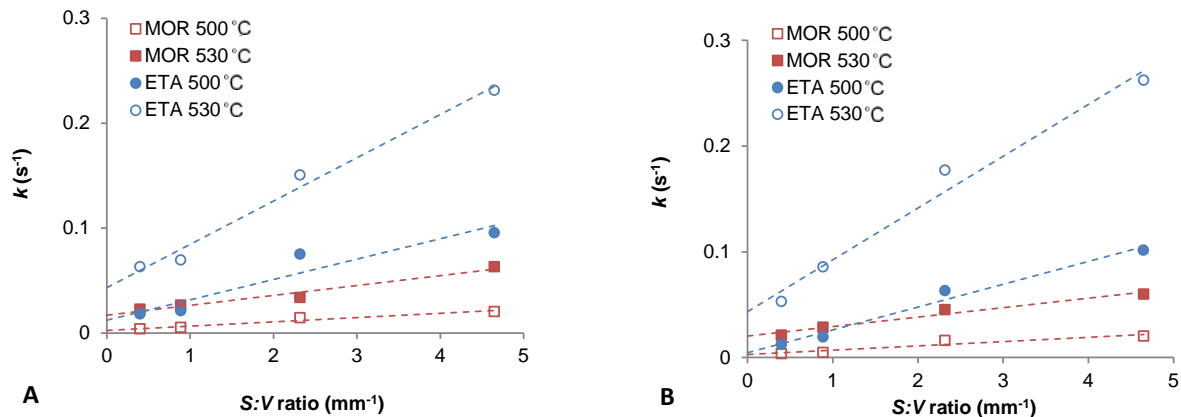 0.3
0.2
0.1
0
k (s-1)
MOR 500°C
MOR 530°C
ETA 500°C
ETA 530°C
0 1 2 3 4 5
S:V ratio (mm-1)
A
0.3
0.2
0.1
0
k (s-1)
MOR 500°C
MOR 530°C
ETA 500°C
ETA 530°C
0 1 2 3 4 5
S:V ratio (mm-1)
B